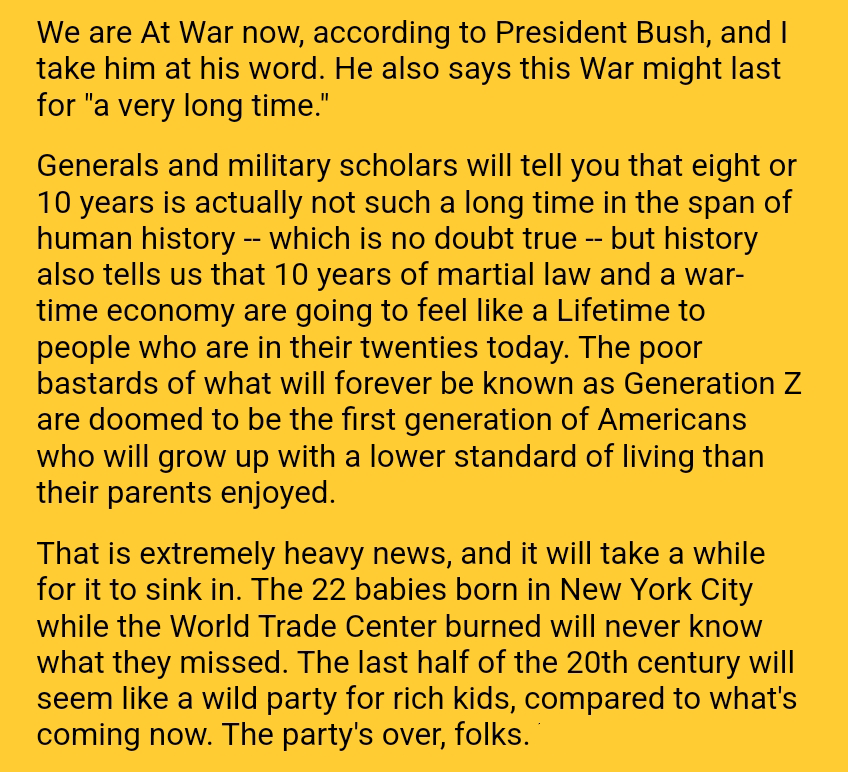 We are At War now, according to President Bush, and I
take him at his word. He also says this War might last
for "a very long time."
Generals and military scholars will tell you that eight or
10 years is actually not such a long time in the span of
human history -- which is no doubt true -- but history
also tells us that 10 years of martial law and a war-
time economy are going to feel like a Lifetime to
people who are in their twenties today. The poor
bastards of what will forever be known as Generation Z
are doomed to be the first generation of Americans
who will grow up with a lower standard of living than
their parents enjoyed.
That is extremely heavy news, and it will take a while
for it to sink in. The 22 babies born in New York City
while the World Trade Center burned will never know
what they missed. The last half of the 20th century will
seem like a wild party for rich kids, compared to what's
coming now. The party's over, folks.